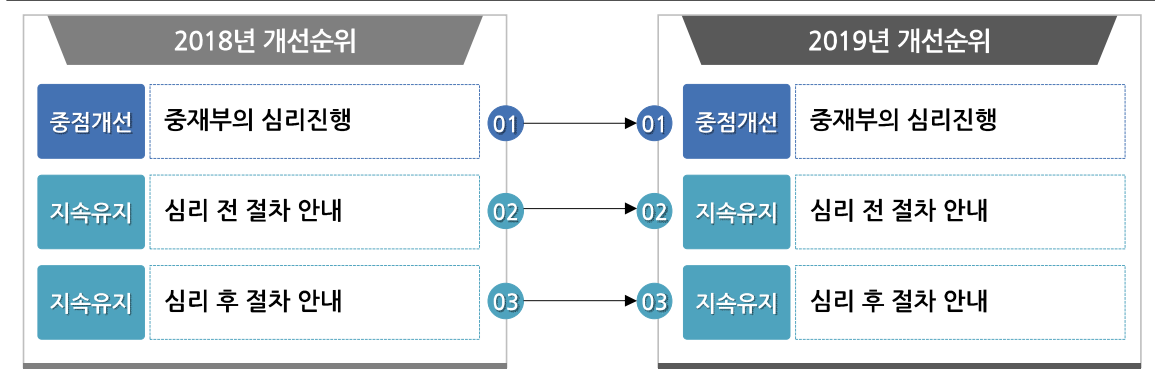 2018년 개선순위
중점개선 중재부의 심리진행 01
지속유지 심리 전 절차 안내 02
지속유지 심리 후 절차 안내 03
2019년 개선순위
01 중점개선 중재부의 심리진행
02 지속유지 심리 전 절차 안내
03 지속유지 심리 후 절차 안내